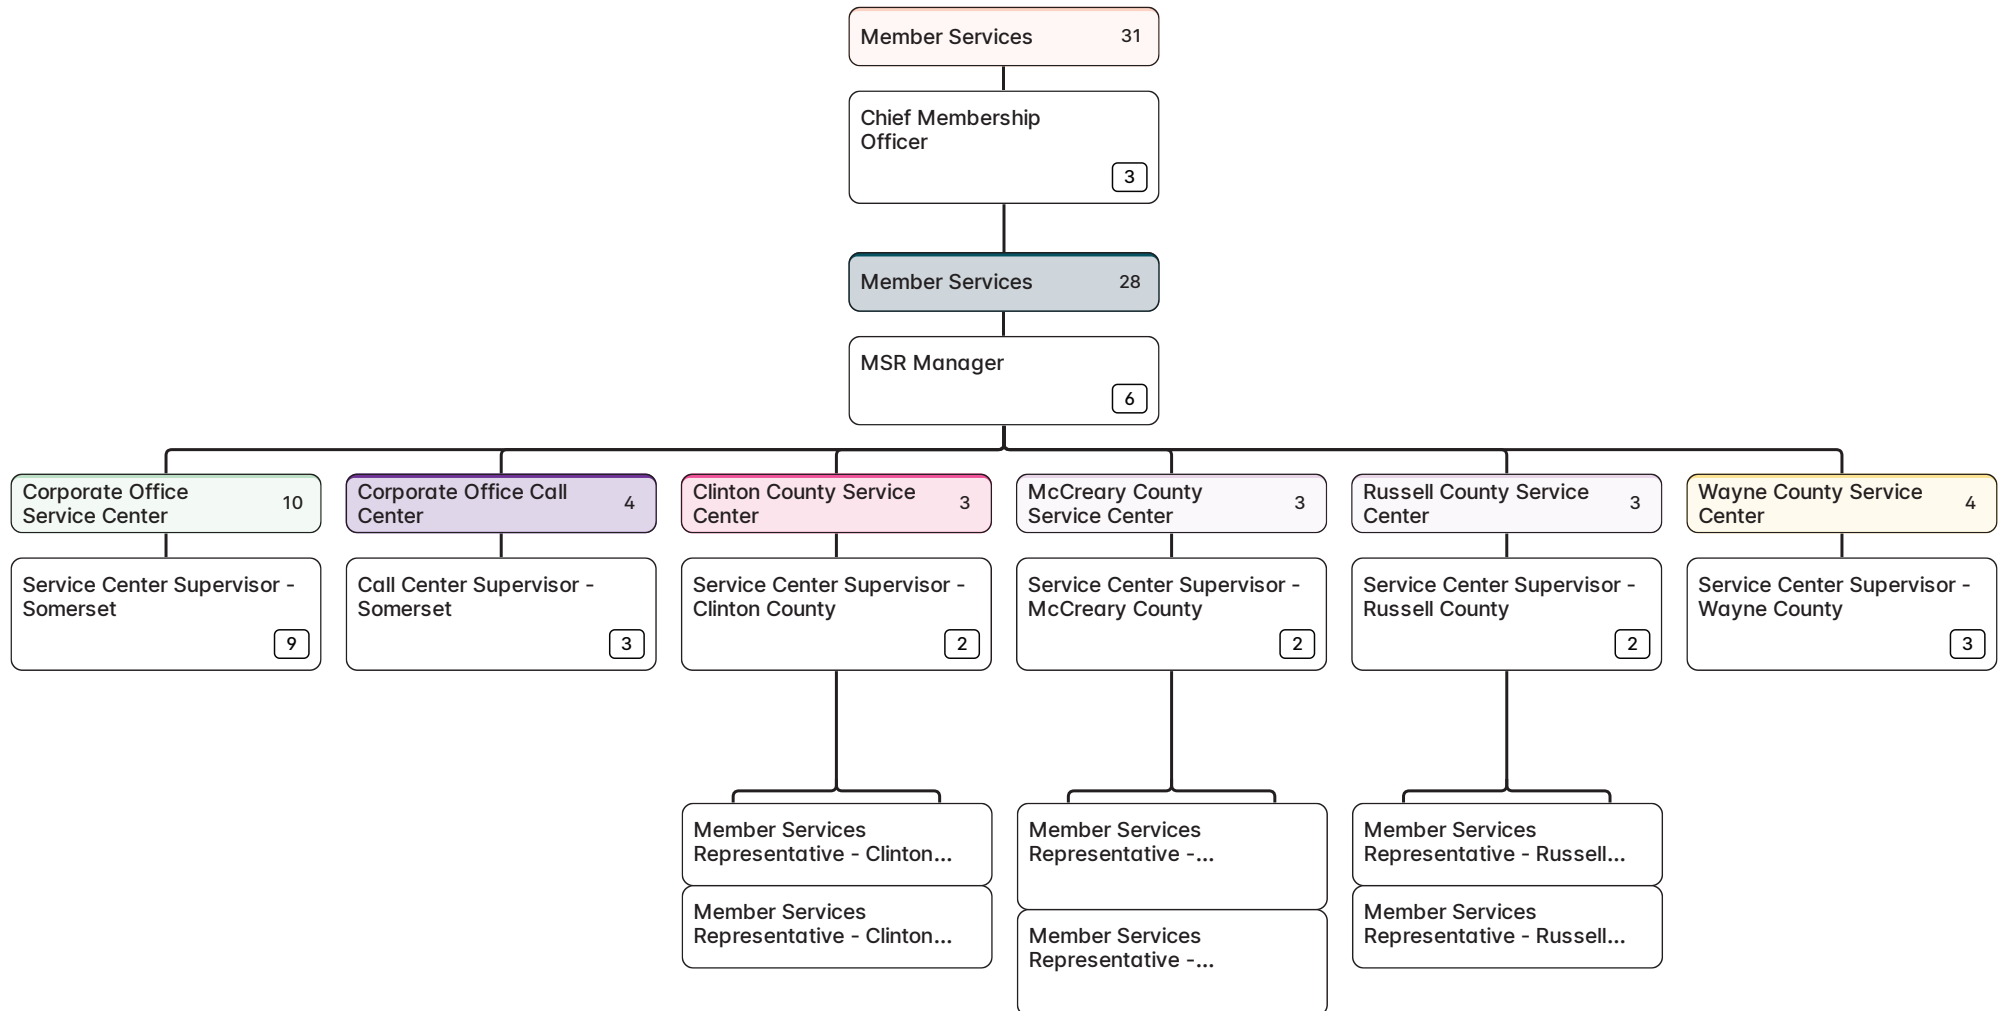 Member Services 31
Chief Membership
Officer
3
Member Services 28
MSR Manager
6
Corporate Office
Service Center
10
Corporate Office Call
Center
4
Clinton County Service
Center
3
McCreary County
Service Center
3
Russell County Service
Center
3
Wayne County Service
Center
4
Service Center Supervisor -
Somerset
9
Call Center Supervisor -
Somerset
3
Service Center Supervisor -
Clinton County
2
Service Center Supervisor -
McCreary County
2
Service Center Supervisor -
Russell County
2
Service Center Supervisor -
Wayne County
3
Member Services
Representative - Clinton...
Member Services
Representative - Clinton...
Member Services
Representative -...
Member Services
Representative -...
Member Services
Representative - Russell...
Member Services
Representative - Russell...